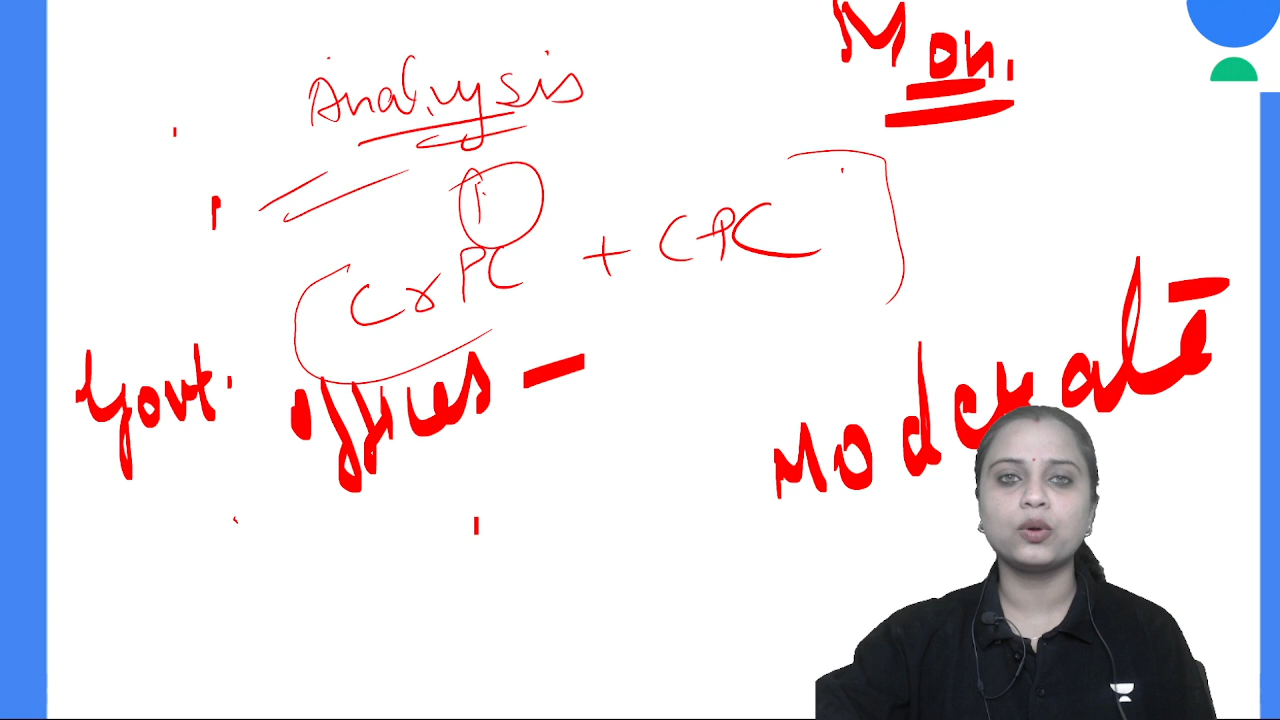 Mon.
Analysis
CrPC + CPC
Govt. offices -
Moderate